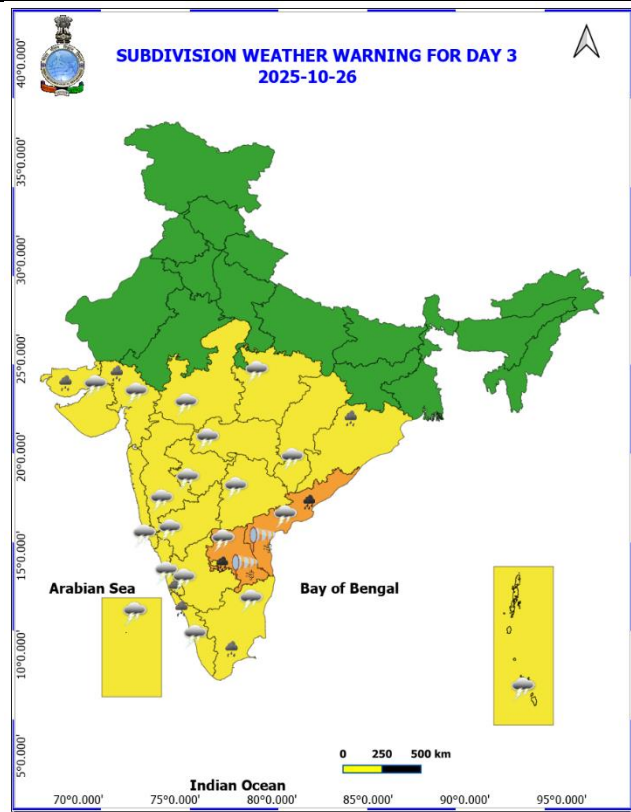 SUBDIVISION WEATHER WARNING FOR DAY 3
2025-10-26
40°0.000'
35°0.000'
30°0.000'
25°0.000'
20°0.000'
15°0.000'
10°0.000'
5°0.000'
Arabian Sea
Bay of Bengal
0 250 500 km
Indian Ocean
70°0.000' 75°0.000' 80°0.000' 85°0.000' 90°0.000' 95°0.000'